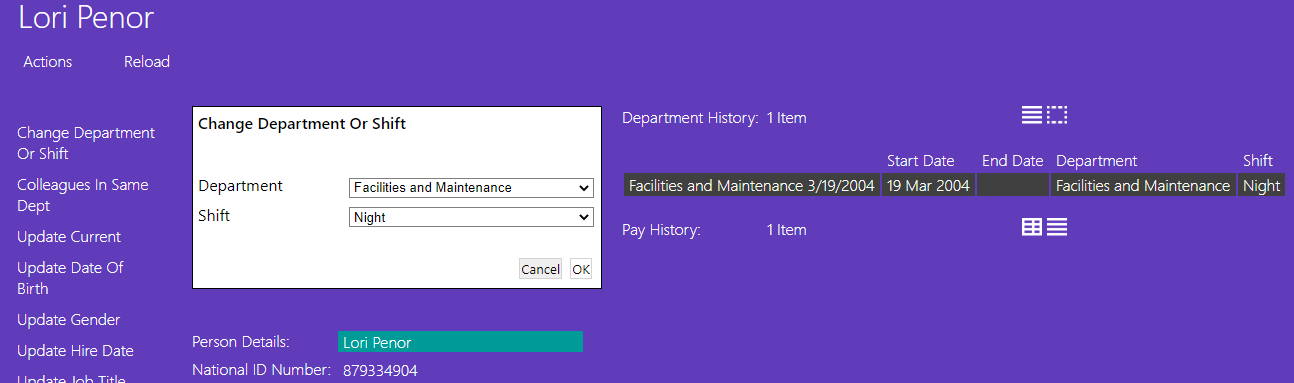 Lori Penor
Actions Reload
Change Department
Or Shift
Colleagues In Same
Dept
Update Current
Update Date Of
Birth
Update Gender
Update Hire Date
Update Job Title
Change Department Or Shift
Department Facilities and Maintenance
Shift Night
Cancel OK
Person Details: Lori Penor
National ID Number: 879334904
Department History: 1 Item
Start Date End Date Department Shift
Facilities and Maintenance 3/19/2004 19 Mar 2004 Facilities and Maintenance Night
Pay History: 1 Item